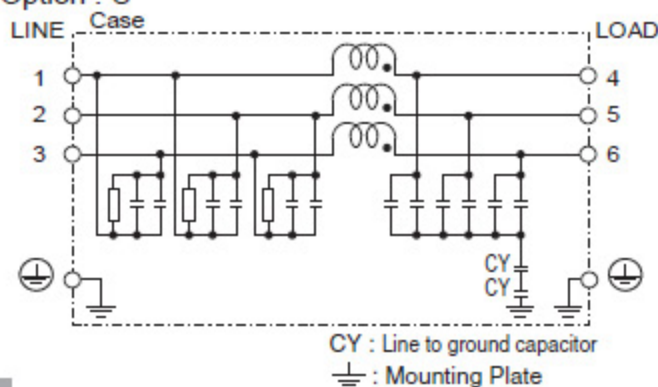 Option : C
Case
LINE
LOAD
1
4
2
5
3
6
CY
CY
CY : Line to ground capacitor
: Mounting Plate